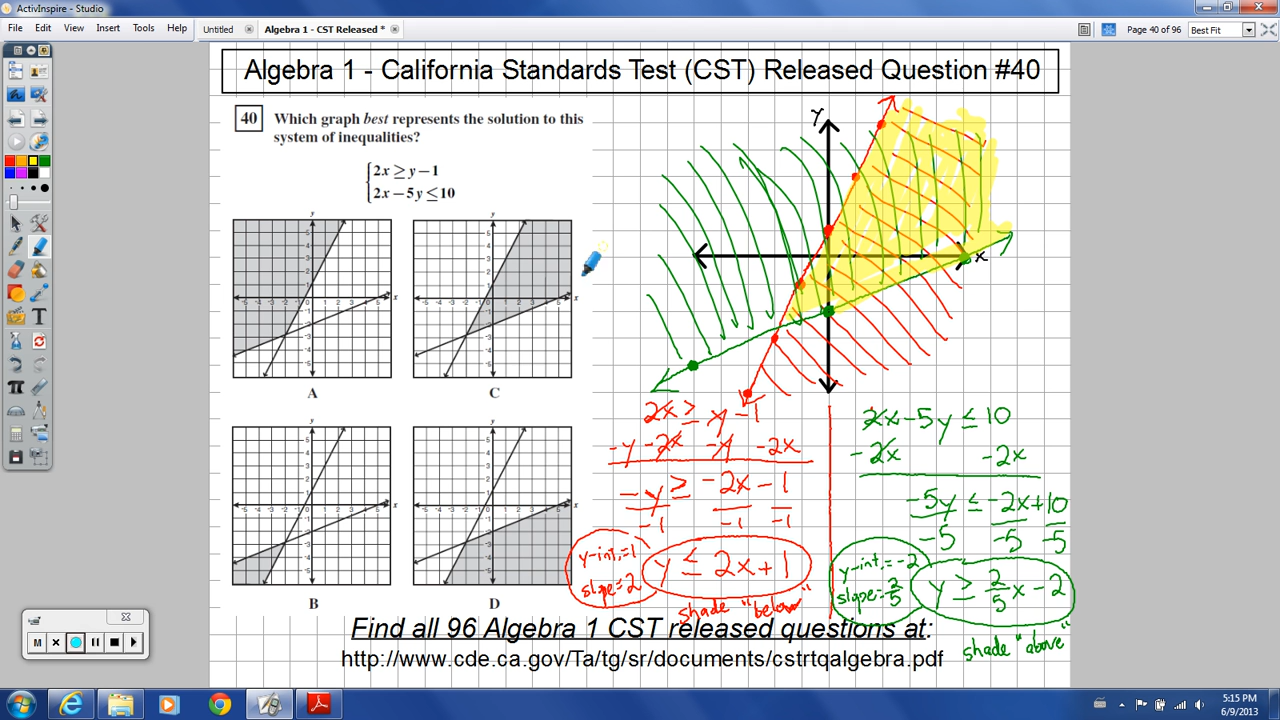 ActivInspire - Studio
File Edit View Insert Tools Help
Untitled
Algebra 1 - CST Released *
Page 40 of 96
Best Fit
Algebra 1 - California Standards Test (CST) Released Question #40
40 Which graph best represents the solution to this
system of inequalities?
2x ≥ y − 1
2x − 5y ≤ 10
A
C
B
D
y
x
2x ≥ y - 1
-y -2x -y -2x
-y ≥ -2x - 1
-1 -1 -1
y-int. = 1
slope = 2
y ≤ 2x + 1
shade "below"
2x - 5y ≤ 10
-2x -2x
-5y ≤ -2x + 10
-5 -5 -5
y-int. = -2
slope = 2/5
y ≥ 2/5 x - 2
shade "above"
Find all 96 Algebra 1 CST released questions at:
http://www.cde.ca.gov/Ta/tg/sr/documents/cstrtqalgebra.pdf
M
5:15 PM
6/9/2013